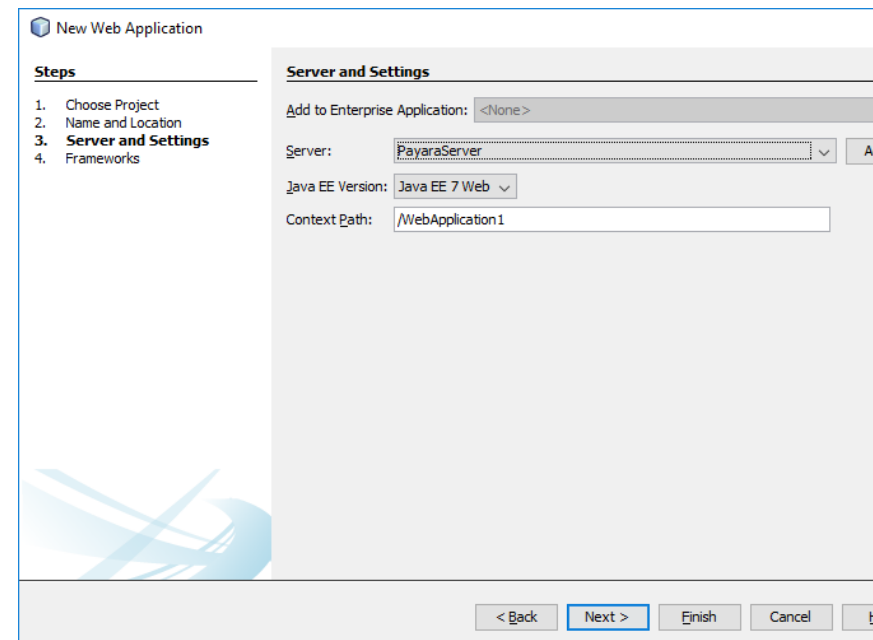 New Web Application
Steps
1. Choose Project
2. Name and Location
3. Server and Settings
4. Frameworks
Server and Settings
Add to Enterprise Application: <None>
Server: PayaraServer
Java EE Version: Java EE 7 Web
Context Path: /WebApplication1
< Back Next > Finish Cancel